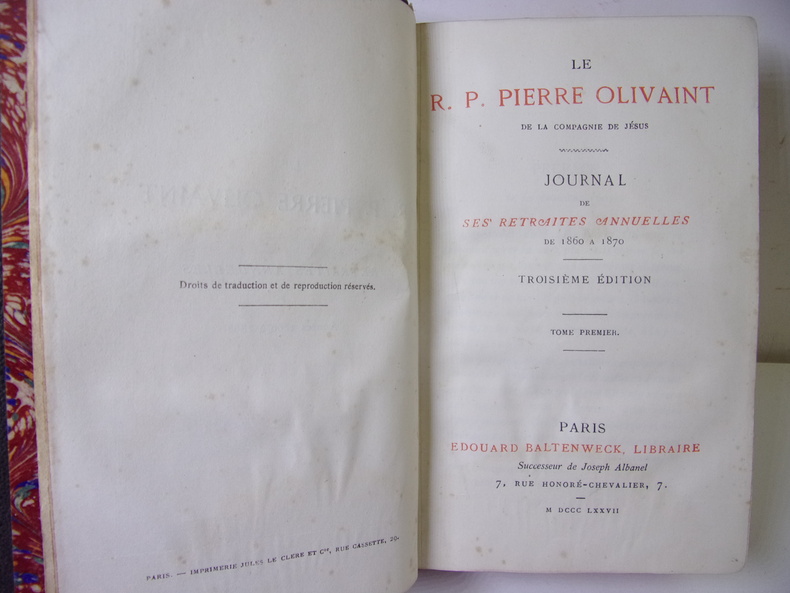 Droits de traduction et de reproduction réservés.
PARIS. — IMPRIMERIE JULES LE CLERE ET Cie, RUE CASSETTE, 29.
LE
R. P. PIERRE OLIVAINT
DE LA COMPAGNIE DE JÉSUS
JOURNAL
DE
SES RETRAITES ANNUELLES
DE 1860 A 1870
TROISIÈME ÉDITION
TOME PREMIER.
PARIS
EDOUARD BALTENWECK, LIBRAIRE
Successeur de Joseph Albanel
7, RUE HONORÉ-CHEVALIER, 7.
M DCCC LXXVII